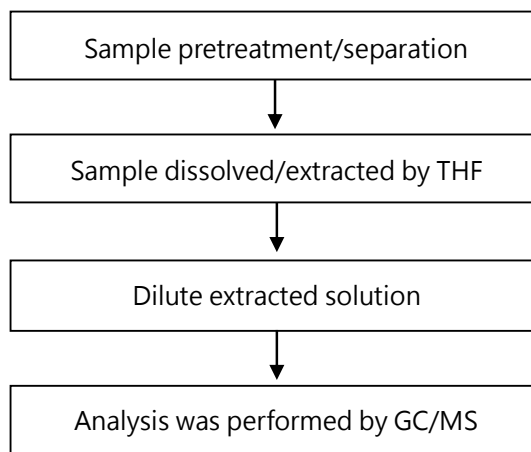 Sample pretreatment/separation
Sample dissolved/extracted by THF
Dilute extracted solution
Analysis was performed by GC/MS